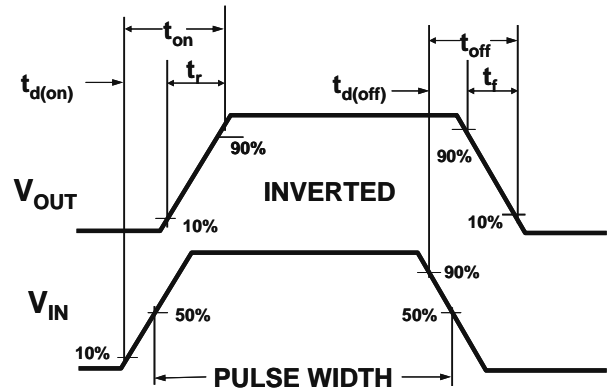 t_on
t_off
t_d(on)
t_r
t_d(off)
t_f
90%
90%
V_OUT
INVERTED
10%
10%
90%
V_IN
50%
50%
10%
PULSE WIDTH